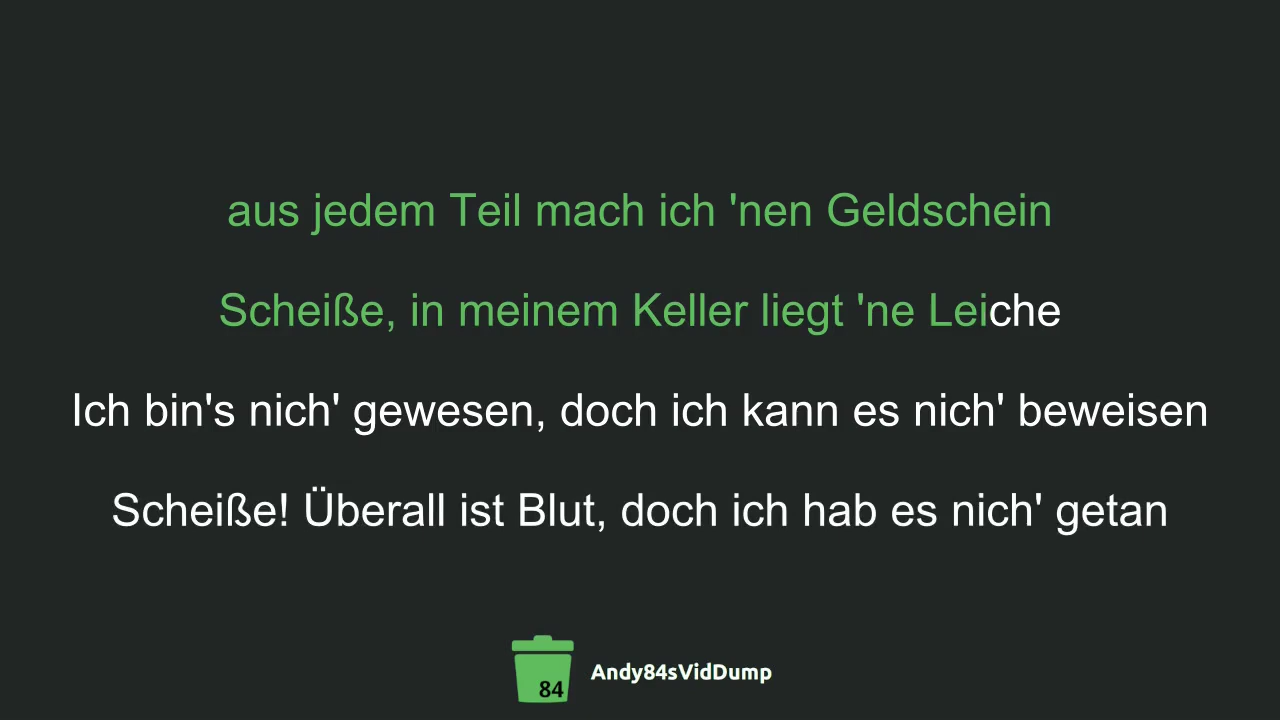 aus jedem Teil mach ich 'nen Geldschein
Scheiße, in meinem Keller liegt 'ne Leiche
Ich bin's nich' gewesen, doch ich kann es nich' beweisen
Scheiße! Überall ist Blut, doch ich hab es nich' getan
84
Andy84sVidDump